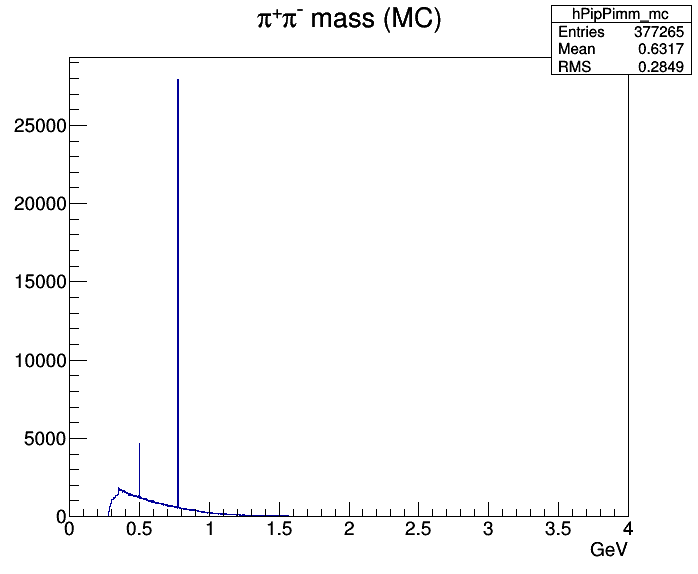 π⁺π⁻ mass (MC)
hPipPimm_mc
Entries 377265
Mean 0.6317
RMS 0.2849
25000
20000
15000
10000
5000
0
0 0.5 1 1.5 2 2.5 3 3.5 4
GeV